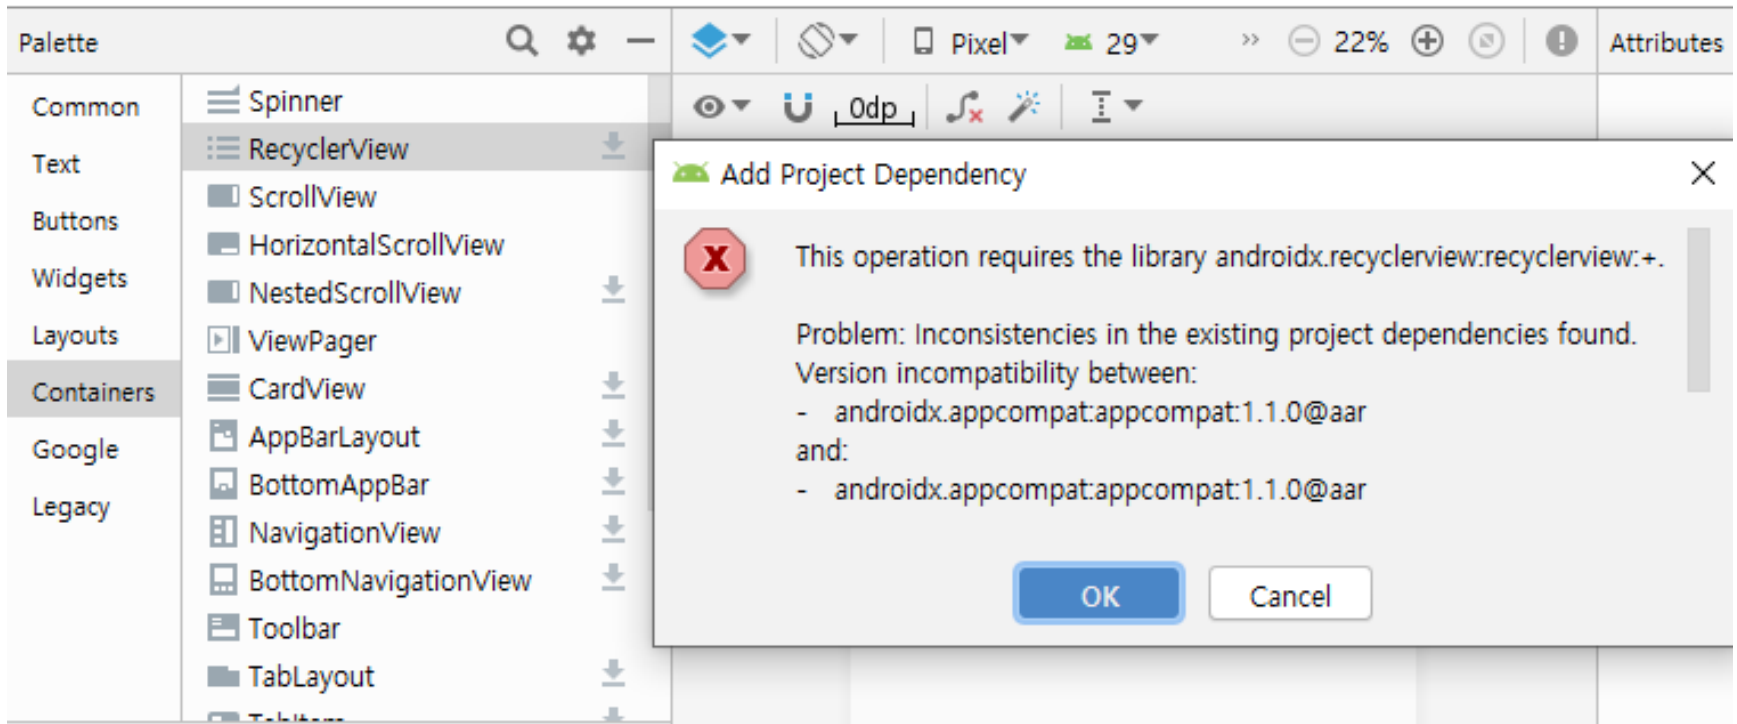 Palette
Pixel
29
22%
Attributes
Common
Text
Buttons
Widgets
Layouts
Containers
Google
Legacy
Spinner
RecyclerView
ScrollView
HorizontalScrollView
NestedScrollView
ViewPager
CardView
AppBarLayout
BottomAppBar
NavigationView
BottomNavigationView
Toolbar
TabLayout
TabItem
0dp
Add Project Dependency
This operation requires the library androidx.recyclerview:recyclerview:+.
Problem: Inconsistencies in the existing project dependencies found.
Version incompatibility between:
- androidx.appcompat:appcompat:1.1.0@aar
and:
- androidx.appcompat:appcompat:1.1.0@aar
OK
Cancel